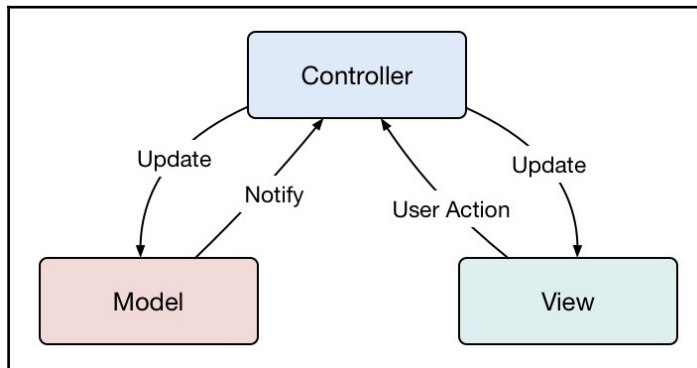 Controller
Update
Update
Notify
User Action
Model
View